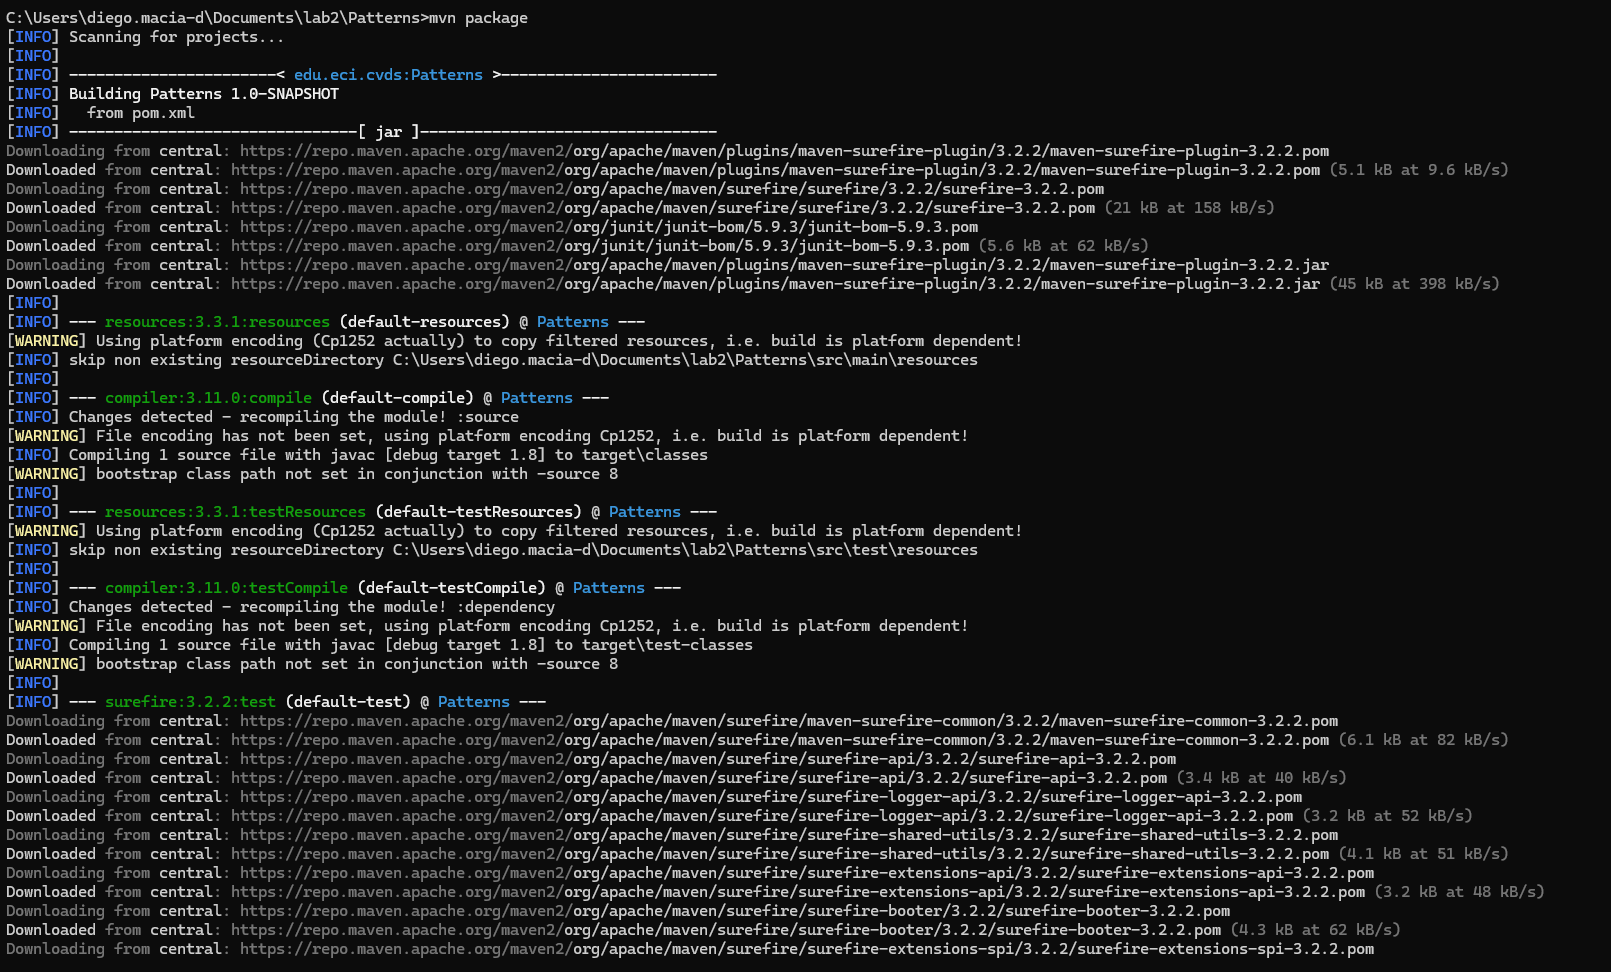 C:\Users\diego.macia-d\Documents\lab2\Patterns>mvn package
[INFO] Scanning for projects...
[INFO]
[INFO] -----------------------< edu.eci.cvds:Patterns >------------------------
[INFO] Building Patterns 1.0-SNAPSHOT
[INFO]   from pom.xml
[INFO] --------------------------------[ jar ]---------------------------------
Downloading from central: https://repo.maven.apache.org/maven2/org/apache/maven/plugins/maven-surefire-plugin/3.2.2/maven-surefire-plugin-3.2.2.pom
Downloaded from central: https://repo.maven.apache.org/maven2/org/apache/maven/plugins/maven-surefire-plugin/3.2.2/maven-surefire-plugin-3.2.2.pom (5.1 kB at 9.6 kB/s)
Downloading from central: https://repo.maven.apache.org/maven2/org/apache/maven/surefire/surefire/3.2.2/surefire-3.2.2.pom
Downloaded from central: https://repo.maven.apache.org/maven2/org/apache/maven/surefire/surefire/3.2.2/surefire-3.2.2.pom (21 kB at 158 kB/s)
Downloading from central: https://repo.maven.apache.org/maven2/org/junit/junit-bom/5.9.3/junit-bom-5.9.3.pom
Downloaded from central: https://repo.maven.apache.org/maven2/org/junit/junit-bom/5.9.3/junit-bom-5.9.3.pom (5.6 kB at 62 kB/s)
Downloading from central: https://repo.maven.apache.org/maven2/org/apache/maven/plugins/maven-surefire-plugin/3.2.2/maven-surefire-plugin-3.2.2.jar
Downloaded from central: https://repo.maven.apache.org/maven2/org/apache/maven/plugins/maven-surefire-plugin/3.2.2/maven-surefire-plugin-3.2.2.jar (45 kB at 398 kB/s)
[INFO]
[INFO] --- resources:3.3.1:resources (default-resources) @ Patterns ---
[WARNING] Using platform encoding (Cp1252 actually) to copy filtered resources, i.e. build is platform dependent!
[INFO] skip non existing resourceDirectory C:\Users\diego.macia-d\Documents\lab2\Patterns\src\main\resources
[INFO]
[INFO] --- compiler:3.11.0:compile (default-compile) @ Patterns ---
[INFO] Changes detected - recompiling the module! :source
[WARNING] File encoding has not been set, using platform encoding Cp1252, i.e. build is platform dependent!
[INFO] Compiling 1 source file with javac [debug target 1.8] to target\classes
[WARNING] bootstrap class path not set in conjunction with -source 8
[INFO]
[INFO] --- resources:3.3.1:testResources (default-testResources) @ Patterns ---
[WARNING] Using platform encoding (Cp1252 actually) to copy filtered resources, i.e. build is platform dependent!
[INFO] skip non existing resourceDirectory C:\Users\diego.macia-d\Documents\lab2\Patterns\src\test\resources
[INFO]
[INFO] --- compiler:3.11.0:testCompile (default-testCompile) @ Patterns ---
[INFO] Changes detected - recompiling the module! :dependency
[WARNING] File encoding has not been set, using platform encoding Cp1252, i.e. build is platform dependent!
[INFO] Compiling 1 source file with javac [debug target 1.8] to target\test-classes
[WARNING] bootstrap class path not set in conjunction with -source 8
[INFO]
[INFO] --- surefire:3.2.2:test (default-test) @ Patterns ---
Downloading from central: https://repo.maven.apache.org/maven2/org/apache/maven/surefire/maven-surefire-common/3.2.2/maven-surefire-common-3.2.2.pom
Downloaded from central: https://repo.maven.apache.org/maven2/org/apache/maven/surefire/maven-surefire-common/3.2.2/maven-surefire-common-3.2.2.pom (6.1 kB at 82 kB/s)
Downloading from central: https://repo.maven.apache.org/maven2/org/apache/maven/surefire/surefire-api/3.2.2/surefire-api-3.2.2.pom
Downloaded from central: https://repo.maven.apache.org/maven2/org/apache/maven/surefire/surefire-api/3.2.2/surefire-api-3.2.2.pom (3.4 kB at 40 kB/s)
Downloading from central: https://repo.maven.apache.org/maven2/org/apache/maven/surefire/surefire-logger-api/3.2.2/surefire-logger-api-3.2.2.pom
Downloaded from central: https://repo.maven.apache.org/maven2/org/apache/maven/surefire/surefire-logger-api/3.2.2/surefire-logger-api-3.2.2.pom (3.2 kB at 52 kB/s)
Downloading from central: https://repo.maven.apache.org/maven2/org/apache/maven/surefire/surefire-shared-utils/3.2.2/surefire-shared-utils-3.2.2.pom
Downloaded from central: https://repo.maven.apache.org/maven2/org/apache/maven/surefire/surefire-shared-utils/3.2.2/surefire-shared-utils-3.2.2.pom (4.1 kB at 51 kB/s)
Downloading from central: https://repo.maven.apache.org/maven2/org/apache/maven/surefire/surefire-extensions-api/3.2.2/surefire-extensions-api-3.2.2.pom
Downloaded from central: https://repo.maven.apache.org/maven2/org/apache/maven/surefire/surefire-extensions-api/3.2.2/surefire-extensions-api-3.2.2.pom (3.2 kB at 48 kB/s)
Downloading from central: https://repo.maven.apache.org/maven2/org/apache/maven/surefire/surefire-booter/3.2.2/surefire-booter-3.2.2.pom
Downloaded from central: https://repo.maven.apache.org/maven2/org/apache/maven/surefire/surefire-booter/3.2.2/surefire-booter-3.2.2.pom (4.3 kB at 62 kB/s)
Downloading from central: https://repo.maven.apache.org/maven2/org/apache/maven/surefire/surefire-extensions-spi/3.2.2/surefire-extensions-spi-3.2.2.pom